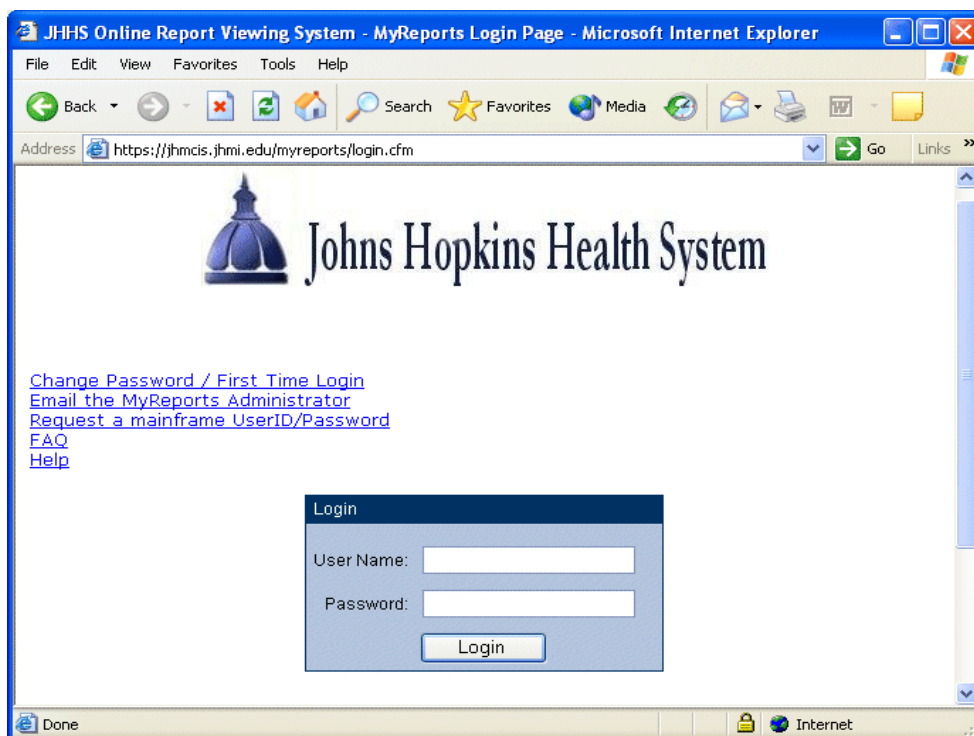 JHHS Online Report Viewing System - MyReports Login Page - Microsoft Internet Explorer
File Edit View Favorites Tools Help
Back Search Favorites Media
Address https://jhmcis.jhmi.edu/myreports/login.cfm Go Links »
Johns Hopkins Health System
Change Password / First Time Login
Email the MyReports Administrator
Request a mainframe UserID/Password
FAQ
Help
Login
User Name:
Password:
Login
Done Internet